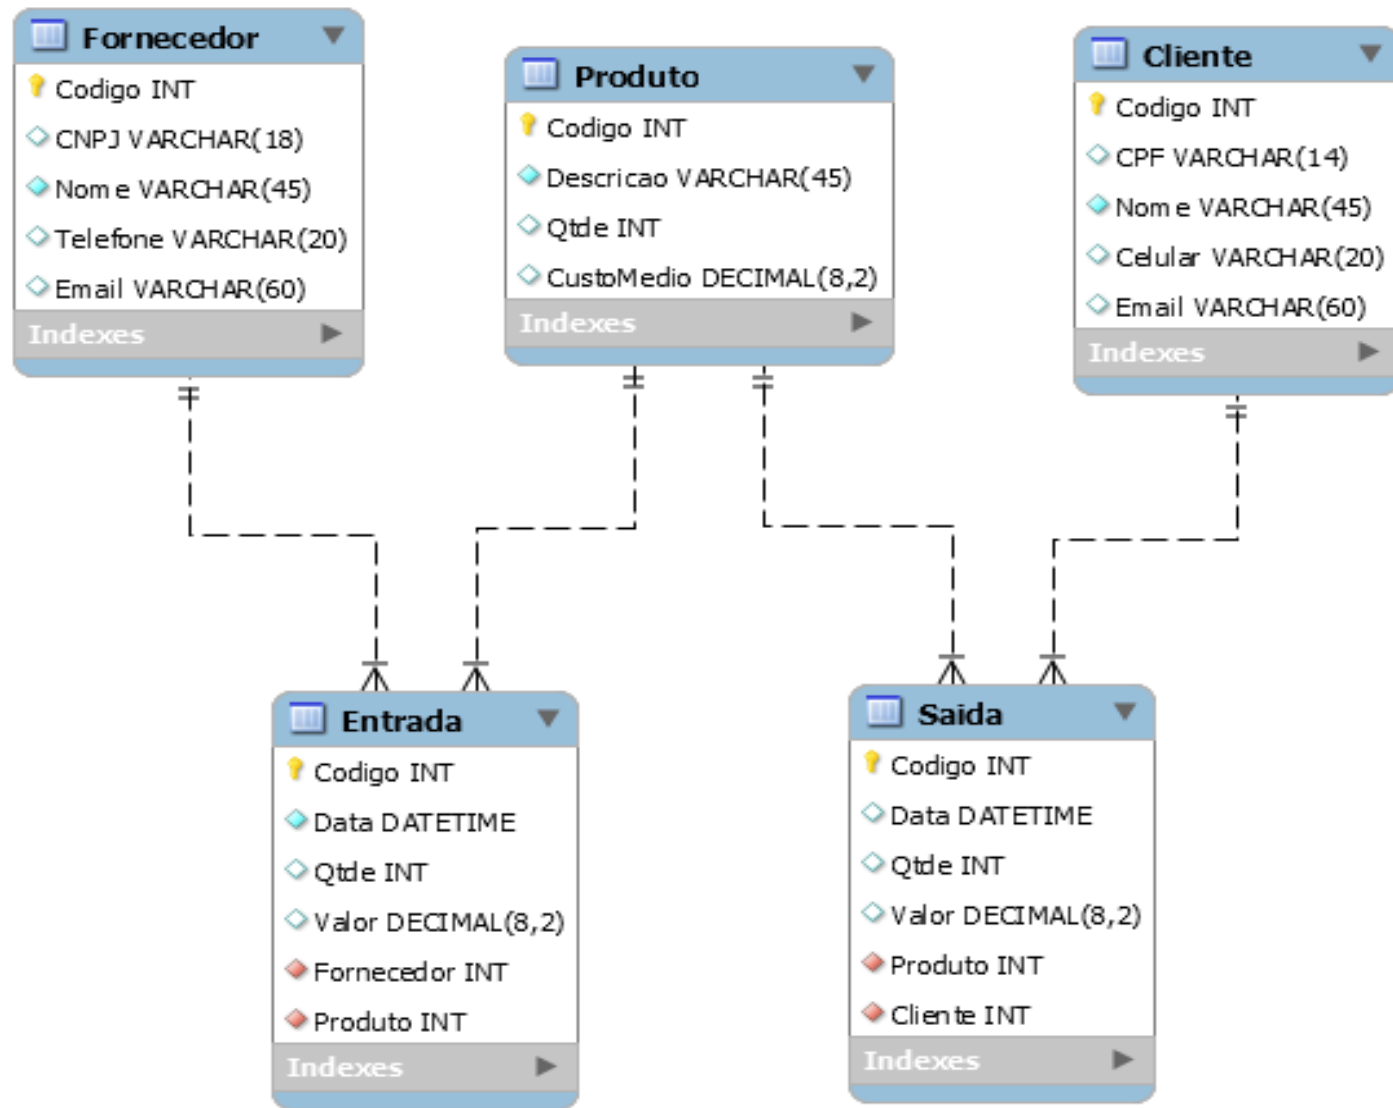 Fornecedor
Codigo INT
CNPJ VARCHAR(18)
Nome VARCHAR(45)
Telefone VARCHAR(20)
Email VARCHAR(60)
Indexes
Produto
Codigo INT
Descricao VARCHAR(45)
Qtde INT
CustoMedio DECIMAL(8,2)
Indexes
Cliente
Codigo INT
CPF VARCHAR(14)
Nome VARCHAR(45)
Celular VARCHAR(20)
Email VARCHAR(60)
Indexes
Entrada
Codigo INT
Data DATETIME
Qtde INT
Valor DECIMAL(8,2)
Fornecedor INT
Produto INT
Indexes
Saida
Codigo INT
Data DATETIME
Qtde INT
Valor DECIMAL(8,2)
Produto INT
Cliente INT
Indexes